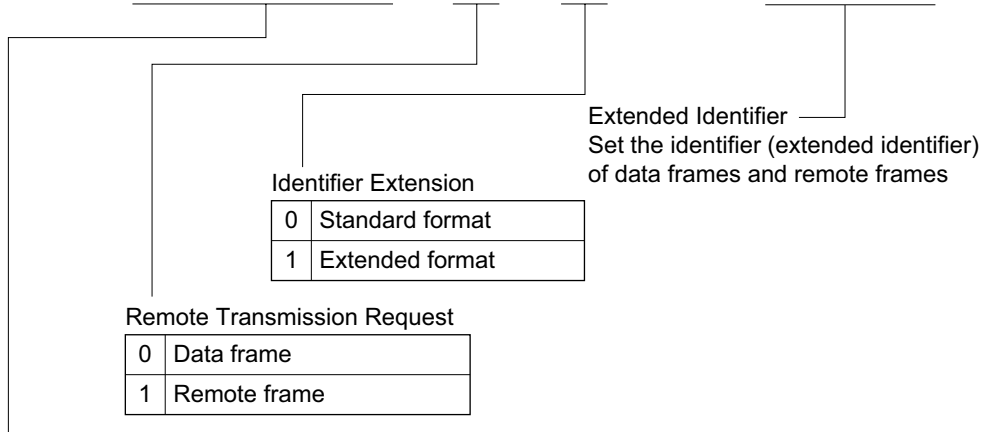 Extended Identifier
Set the identifier (extended identifier)
of data frames and remote frames
Identifier Extension
0 Standard format
1 Extended format
Remote Transmission Request
0 Data frame
1 Remote frame